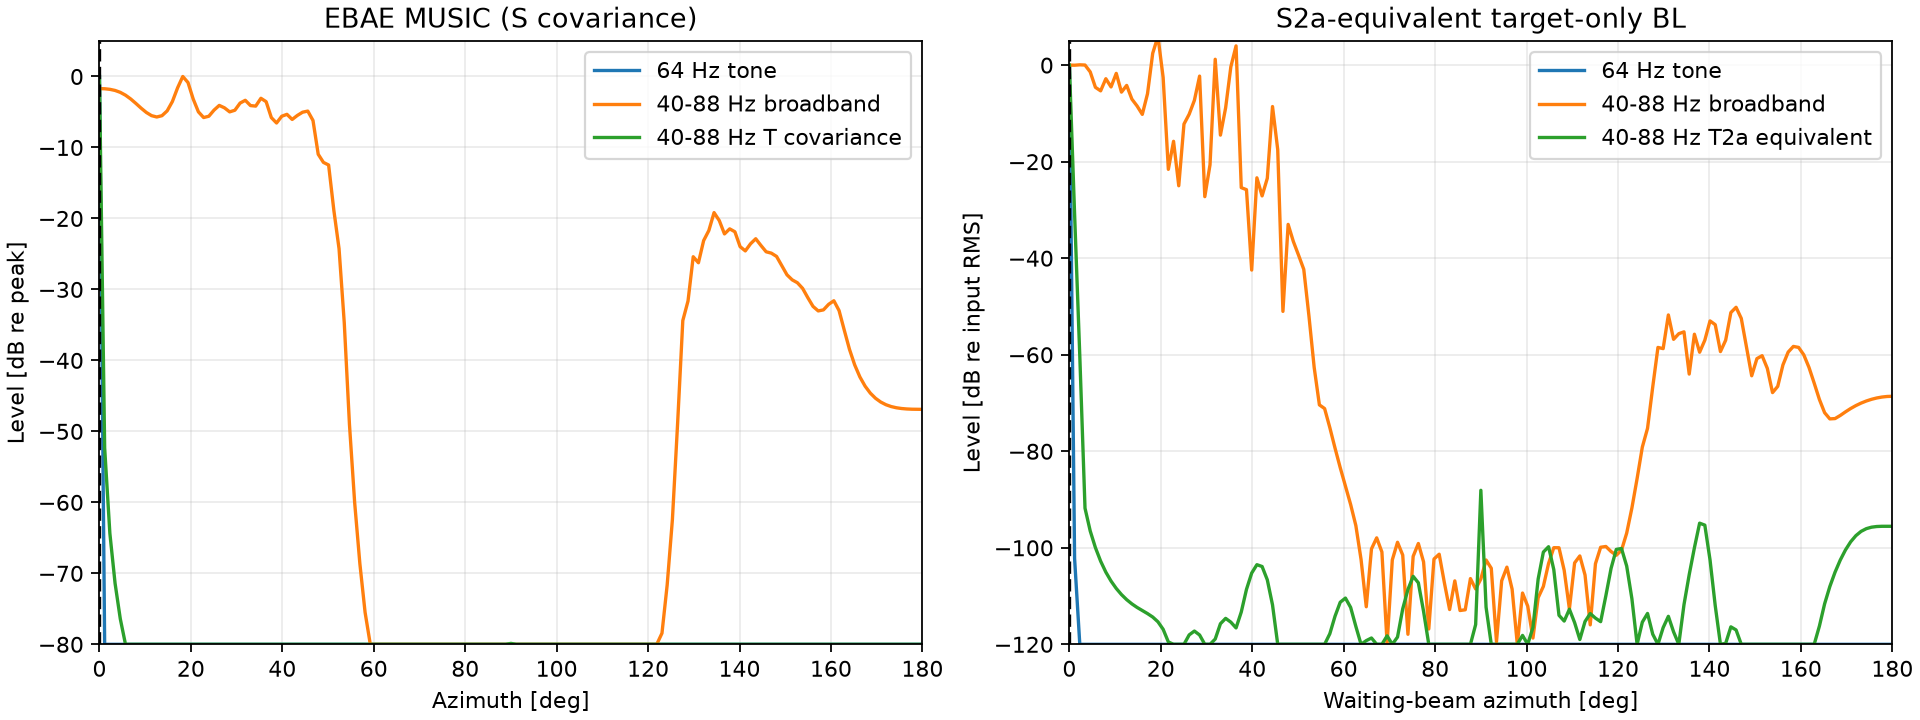 EBAE MUSIC (S covariance)
Level [dB re peak]
0
−10
−20
−30
−40
−50
−60
−70
−80
64 Hz tone
40-88 Hz broadband
40-88 Hz T covariance
0 20 40 60 80 100 120 140 160 180
Azimuth [deg]
S2a-equivalent target-only BL
Level [dB re input RMS]
0
−20
−40
−60
−80
−100
−120
64 Hz tone
40-88 Hz broadband
40-88 Hz T2a equivalent
0 20 40 60 80 100 120 140 160 180
Waiting-beam azimuth [deg]